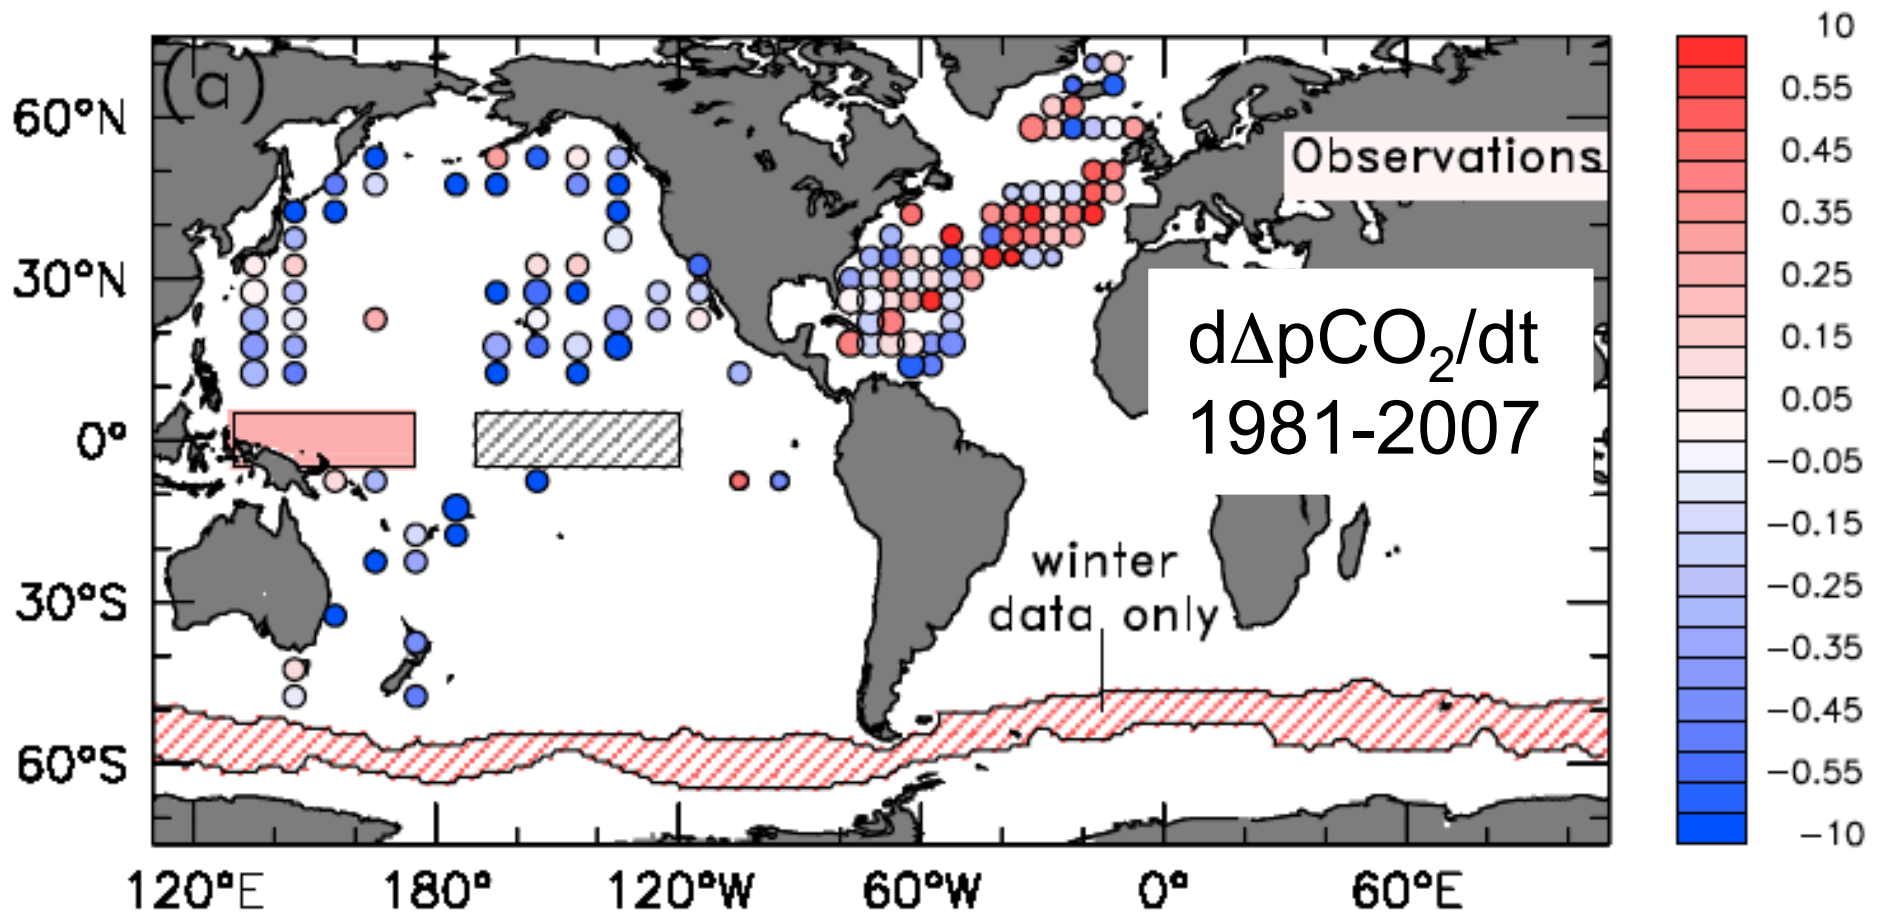 (a)
60°N
30°N
0°
30°S
60°S
120°E 180° 120°W 60°W 0° 60°E
Observations
dΔpCO₂/dt
1981-2007
winter
data only
10
0.55
0.45
0.35
0.25
0.15
0.05
-0.05
-0.15
-0.25
-0.35
-0.45
-0.55
-10